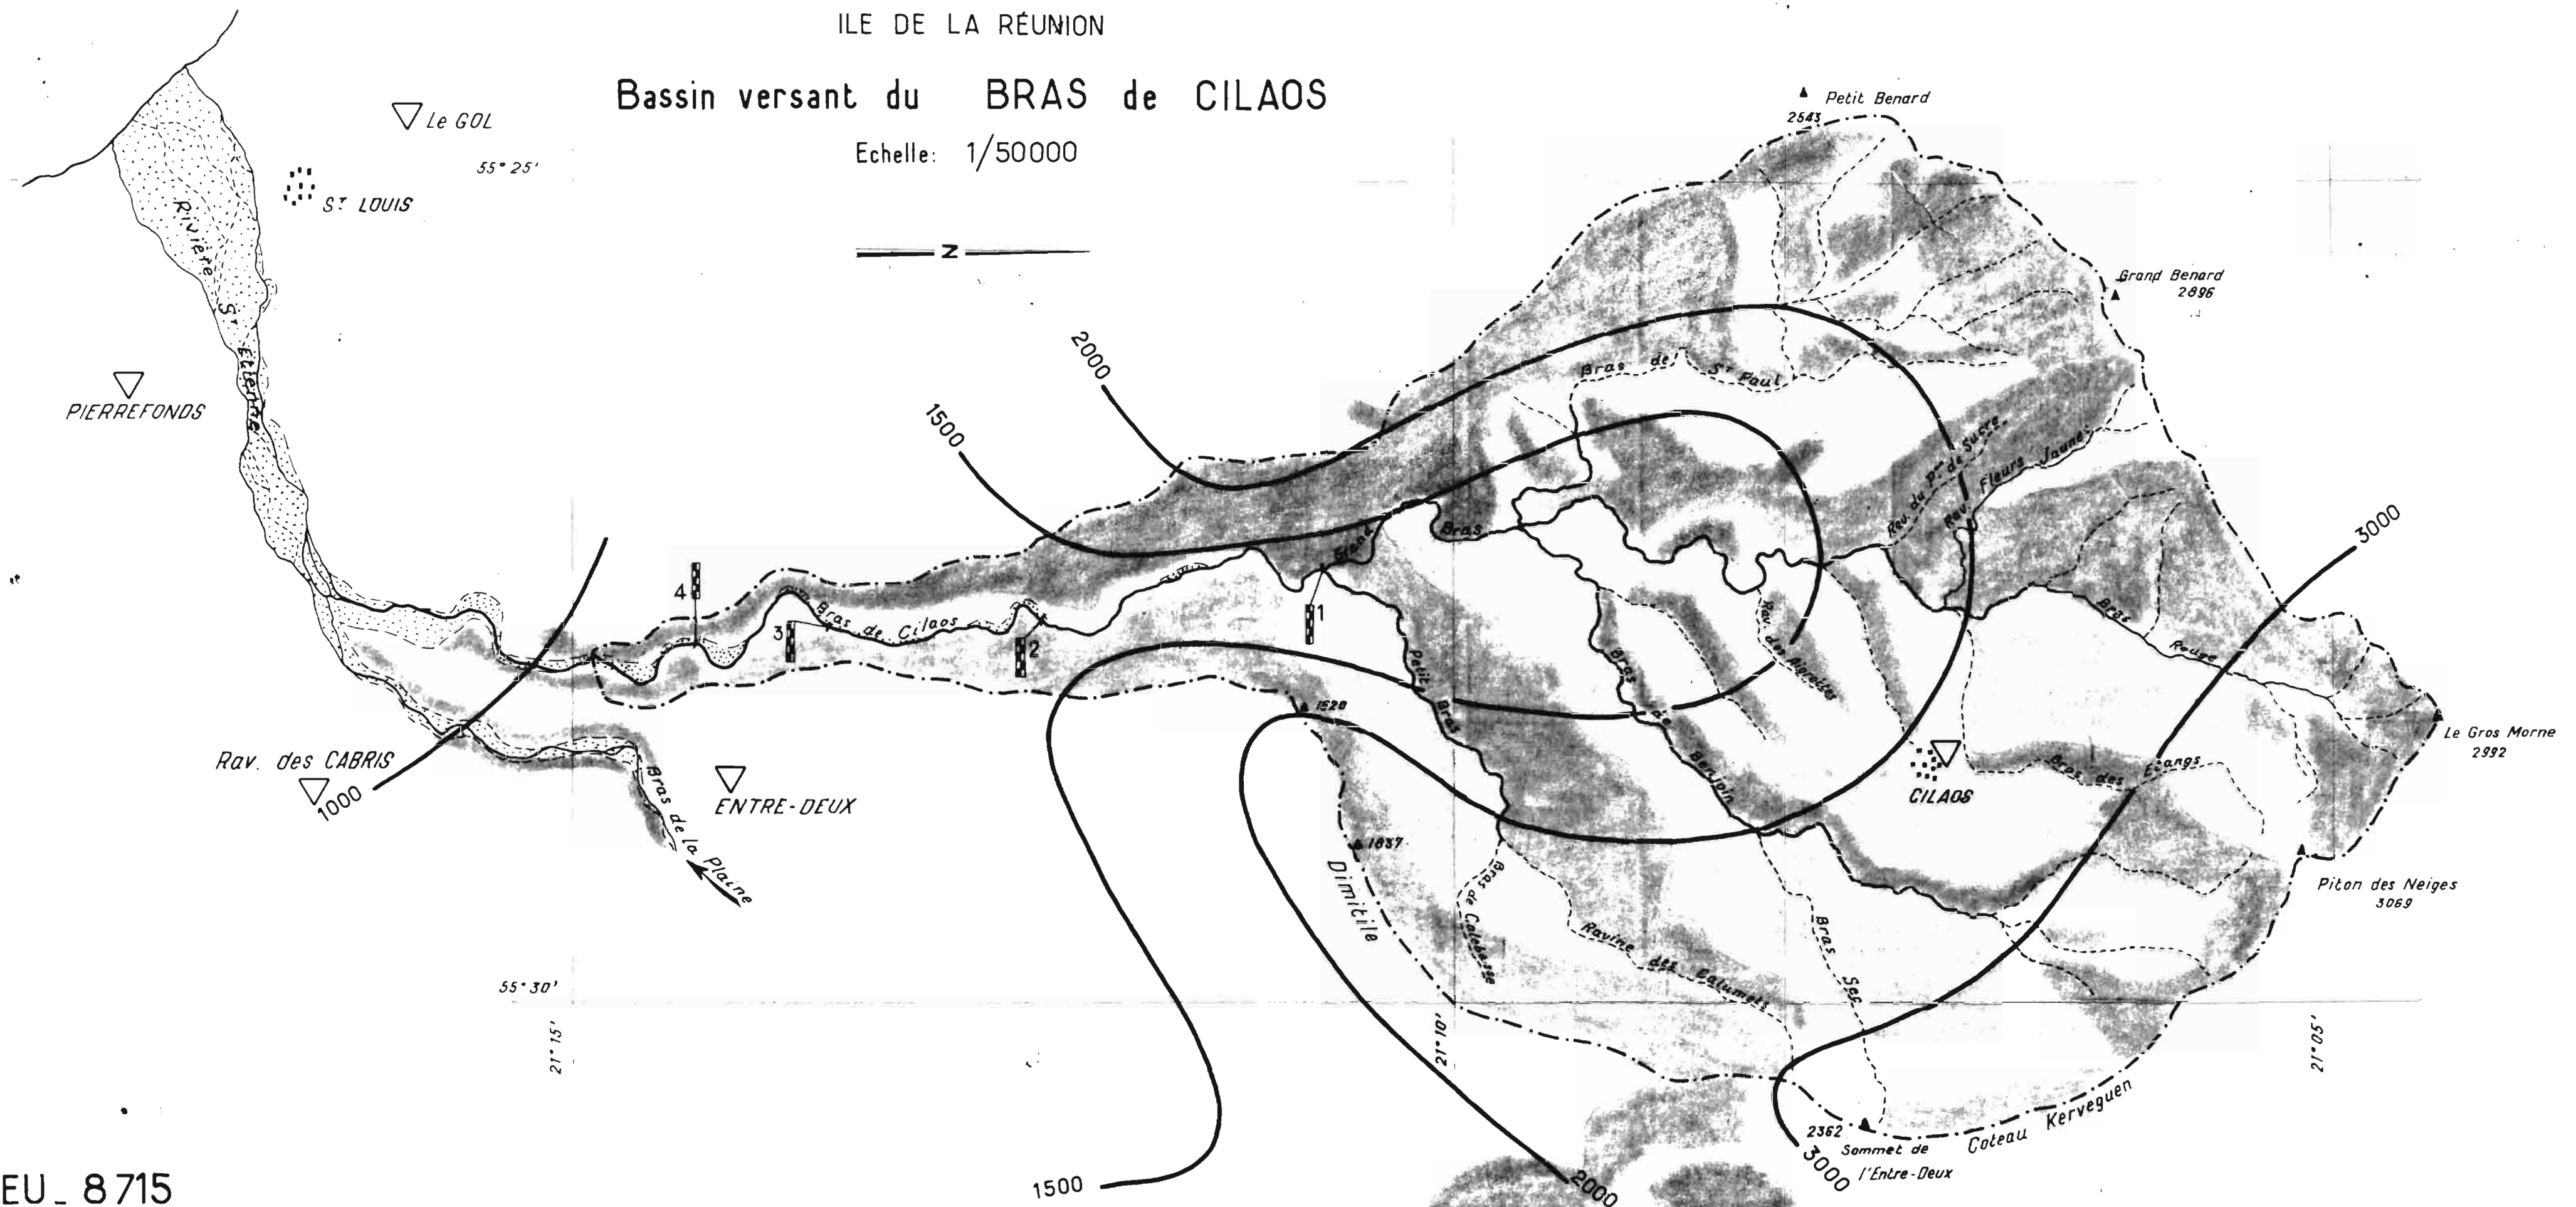 ILE DE LA RÉUNION
Bassin versant du BRAS de CILAOS
Echelle: 1/50000
N
Le GOL
55° 25'
Sᵀ LOUIS
Rivière Sᵀ Etienne
PIERREFONDS
Rav. des CABRIS
1000
ENTRE-DEUX
Bras de la Plaine
55° 30'
21° 15'
21° 10'
21° 05'
2000
1500
4
3
2
1
Bras de Cilaos
Grand Bras
Petit Bras
Bras de Sᵀ Paul
Petit Benard
2543
Grand Benard
2896
Rav. du P. de Sucre
Rav. Fleurs Jaunes
3000
Bras Rouge
Le Gros Morne
2992
Rav. des Aigrettes
Bras de Benjoin
CILAOS
Bras des Etangs
Piton des Neiges
3069
1520
1837
Dimitile
Bras de Calebasse
Ravine des Calumets
Bras Sec
2362
Sommet de
l'Entre-Deux
Coteau Kerveguen
3000
1500
2000
EU_ 8715